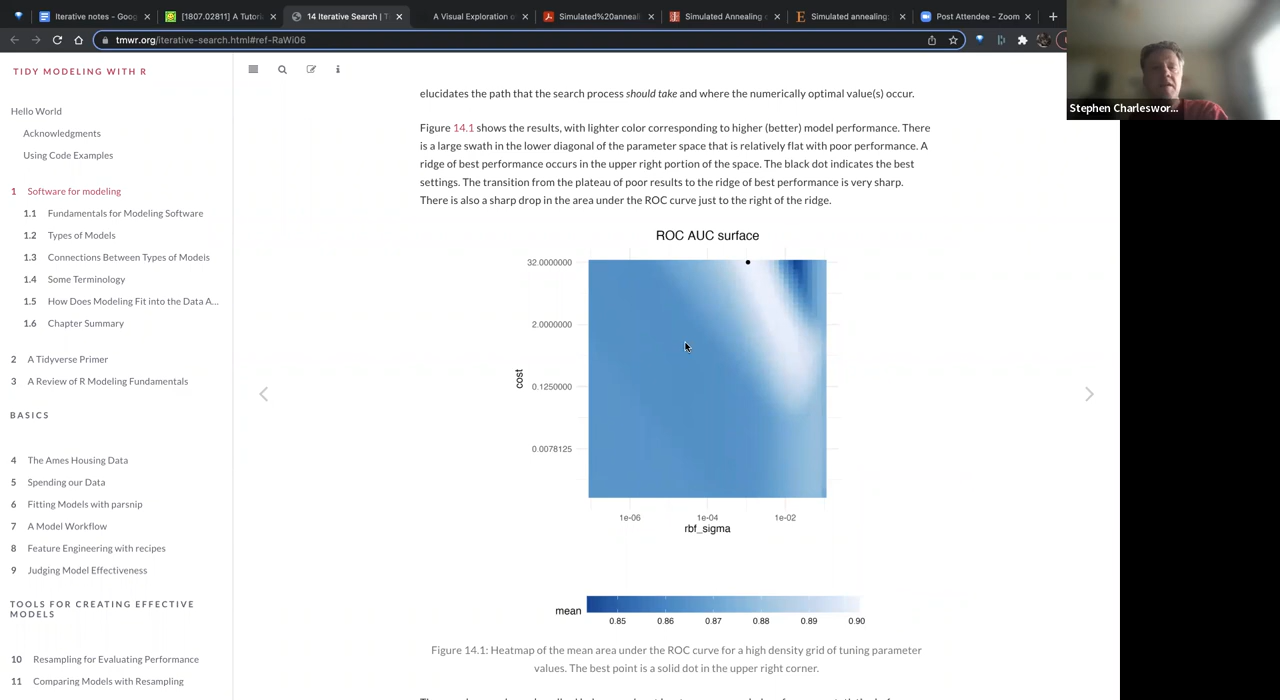 Iterative notes - Goog
[1807.02811] A Tutori
14 Iterative Search | T
A Visual Exploration o
Simulated%20anneal
Simulated Annealing
Simulated annealing:
Post Attendee - Zoom
tmwr.org/iterative-search.html#ref-RaWi06
Stephen Charleswor...
TIDY MODELING WITH R
Hello World
Acknowledgments
Using Code Examples
1 Software for modeling
1.1 Fundamentals for Modeling Software
1.2 Types of Models
1.3 Connections Between Types of Models
1.4 Some Terminology
1.5 How Does Modeling Fit into the Data A...
1.6 Chapter Summary
2 A Tidyverse Primer
3 A Review of R Modeling Fundamentals
BASICS
4 The Ames Housing Data
5 Spending our Data
6 Fitting Models with parsnip
7 A Model Workflow
8 Feature Engineering with recipes
9 Judging Model Effectiveness
TOOLS FOR CREATING EFFECTIVE
MODELS
10 Resampling for Evaluating Performance
11 Comparing Models with Resampling
elucidates the path that the search process should take and where the numerically optimal value(s) occur.
Figure 14.1 shows the results, with lighter color corresponding to higher (better) model performance. There
is a large swath in the lower diagonal of the parameter space that is relatively flat with poor performance. A
ridge of best performance occurs in the upper right portion of the space. The black dot indicates the best
settings. The transition from the plateau of poor results to the ridge of best performance is very sharp.
There is also a sharp drop in the area under the ROC curve just to the right of the ridge.
ROC AUC surface
32.0000000
2.0000000
0.1250000
0.0078125
cost
1e-06
1e-04
1e-02
rbf_sigma
mean
0.85
0.86
0.87
0.88
0.89
0.90
Figure 14.1: Heatmap of the mean area under the ROC curve for a high density grid of tuning parameter
values. The best point is a solid dot in the upper right corner.